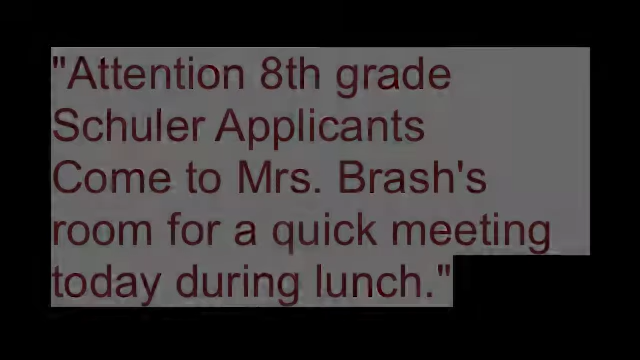 "Attention 8th grade
Schuler Applicants
Come to Mrs. Brash's
room for a quick meeting
today during lunch."